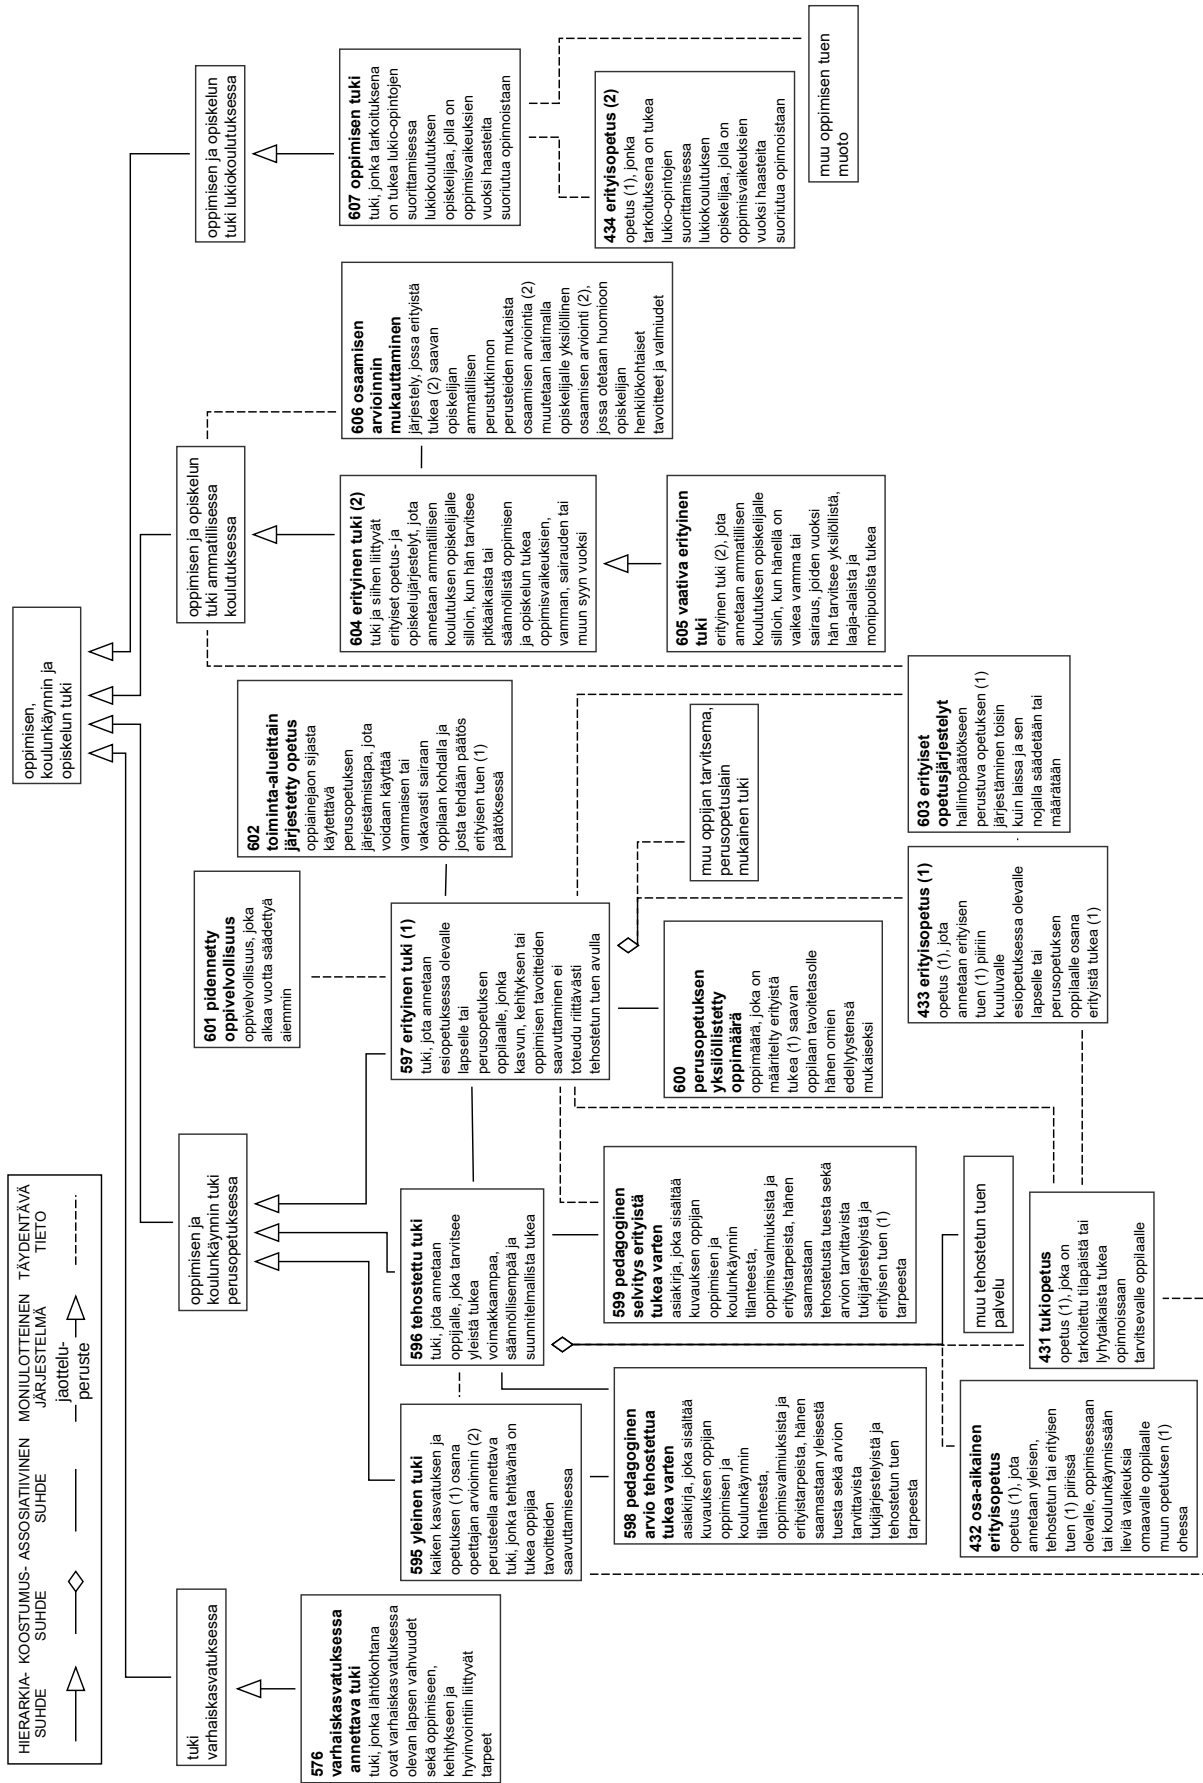 HIERARKIA-
SUHDE
KOOSTUMUS-
SUHDE
ASSOSIATIIVINEN
SUHDE
MONIULOTTEINEN
JÄRJESTELMÄ
jaottelu-
peruste
TÄYDENTÄVÄ
TIETO
oppimisen,
koulunkäynnin ja
opiskelun tuki
tuki
varhaiskasvatuksessa
576
varhaiskasvatuksessa
annettava tuki
tuki, jonka lähtökohtana
ovat varhaiskasvatuksessa
olevan lapsen vahvuudet
sekä oppimiseen,
kehitykseen ja
hyvinvointiin liittyvät
tarpeet
oppimisen ja
koulunkäynnin tuki
perusopetuksessa
595 yleinen tuki
kaiken kasvatuksen ja
opetuksen (1) osana
opettajan arvioinnin (2)
perusteella annettava
tuki, jonka tehtävänä on
tukea oppijaa
tavoitteiden
saavuttamisessa
596 tehostettu tuki
tuki, jota annetaan
oppijalle, joka tarvitsee
yleistä tukea
voimakkaampaa,
säännöllisempää ja
suunnitelmallista tukea
597 erityinen tuki (1)
tuki, jota annetaan
esiopetuksessa olevalle
lapselle tai
perusopetuksen
oppilaalle, jonka
kasvun, kehityksen tai
oppimisen tavoitteiden
saavuttaminen ei
toteudu riittävästi
tehostetun tuen avulla
601 pidennetty
oppivelvollisuus
oppivelvollisuus, joka
alkaa vuotta säädettyä
aiemmin
602
toiminta-alueittain
järjestetty opetus
oppiainejaon sijasta
käytettävä
perusopetuksen
järjestämistapa, jota
voidaan käyttää
vammaisen tai
vakavasti sairaan
oppilaan kohdalla ja
josta tehdään päätös
erityisen tuen (1)
päätöksessä
598 pedagoginen
arvio tehostettua
tukea varten
asiakirja, joka sisältää
kuvauksen oppijan
oppimisen ja
koulunkäynnin
tilanteesta,
oppimisvalmiuksista ja
erityistarpeista, hänen
saamastaan yleisestä
tuesta sekä arvion
tarvittavista
tukijärjestelyistä ja
tehostetun tuen
tarpeesta
599 pedagoginen
selvitys erityistä
tukea varten
asiakirja, joka sisältää
kuvauksen oppijan
oppimisen ja
koulunkäynnin
tilanteesta,
oppimisvalmiuksista ja
erityistarpeista, hänen
saamastaan
tehostetusta tuesta sekä
arvion tarvittavista
tukijärjestelyistä ja
erityisen tuen (1)
tarpeesta
600
perusopetuksen
yksilöllistetty
oppimäärä
oppimäärä, joka on
määritelty erityistä
tukea (1) saavan
oppilaan tavoitetasolle
hänen omien
edellytystensä
mukaiseksi
muu oppijan tarvitsema,
perusopetuslain
mukainen tuki
432 osa-aikainen
erityisopetus
opetus (1), jota
annetaan yleisen,
tehostetun tai erityisen
tuen (1) piirissä
olevalle, oppimisessaan
tai koulunkäynnissään
lieviä vaikeuksia
omaavalle oppilaalle
muun opetuksen (1)
ohessa
431 tukiopetus
opetus (1), joka on
tarkoitettu tilapäistä tai
lyhytaikaista tukea
opinnoissaan
tarvitsevalle oppilaalle
muu tehostetun tuen
palvelu
433 erityisopetus (1)
opetus (1), jota
annetaan erityisen
tuen (1) piiriin
kuuluvalle
esiopetuksessa olevalle
lapselle tai
perusopetuksen
oppilaalle osana
erityistä tukea (1)
603 erityiset
opetusjärjestelyt
hallintopäätökseen
perustuva opetuksen (1)
järjestäminen toisin
kuin laissa ja sen
nojalla säädetään tai
määrätään
oppimisen ja opiskelun
tuki ammatillisessa
koulutuksessa
604 erityinen tuki (2)
tuki ja siihen liittyvät
erityiset opetus- ja
opiskelujärjestelyt, jota
annetaan ammatillisen
koulutuksen opiskelijalle
silloin, kun hän tarvitsee
pitkäaikaista tai
säännöllistä oppimisen
ja opiskelun tukea
oppimisvaikeuksien,
vamman, sairauden tai
muun syyn vuoksi
605 vaativa erityinen
tuki
erityinen tuki (2), jota
annetaan ammatillisen
koulutuksen opiskelijalle
silloin, kun hänellä on
vaikea vamma tai
sairaus, joiden vuoksi
hän tarvitsee yksilöllistä,
laaja-alaista ja
monipuolista tukea
606 osaamisen
arvioinnin
mukauttaminen
järjestely, jossa erityistä
tukea (2) saavan
opiskelijan
ammatillisen
perustutkinnon
perusteiden mukaista
osaamisen arviointia (2)
muutetaan laatimalla
opiskelijalle yksilöllinen
osaamisen arviointi (2),
jossa otetaan huomioon
opiskelijan
henkilökohtaiset
tavoitteet ja valmiudet
oppimisen ja opiskelun
tuki lukiokoulutuksessa
607 oppimisen tuki
tuki, jonka tarkoituksena
on tukea lukio-opintojen
suorittamisessa
lukiokoulutuksen
opiskelijaa, jolla on
oppimisvaikeuksien
vuoksi haasteita
suoriutua opinnoistaan
434 erityisopetus (2)
opetus (1), jonka
tarkoituksena on tukea
lukio-opintojen
suorittamisessa
lukiokoulutuksen
opiskelijaa, jolla on
oppimisvaikeuksien
vuoksi haasteita
suoriutua opinnoistaan
muu oppimisen tuen
muoto